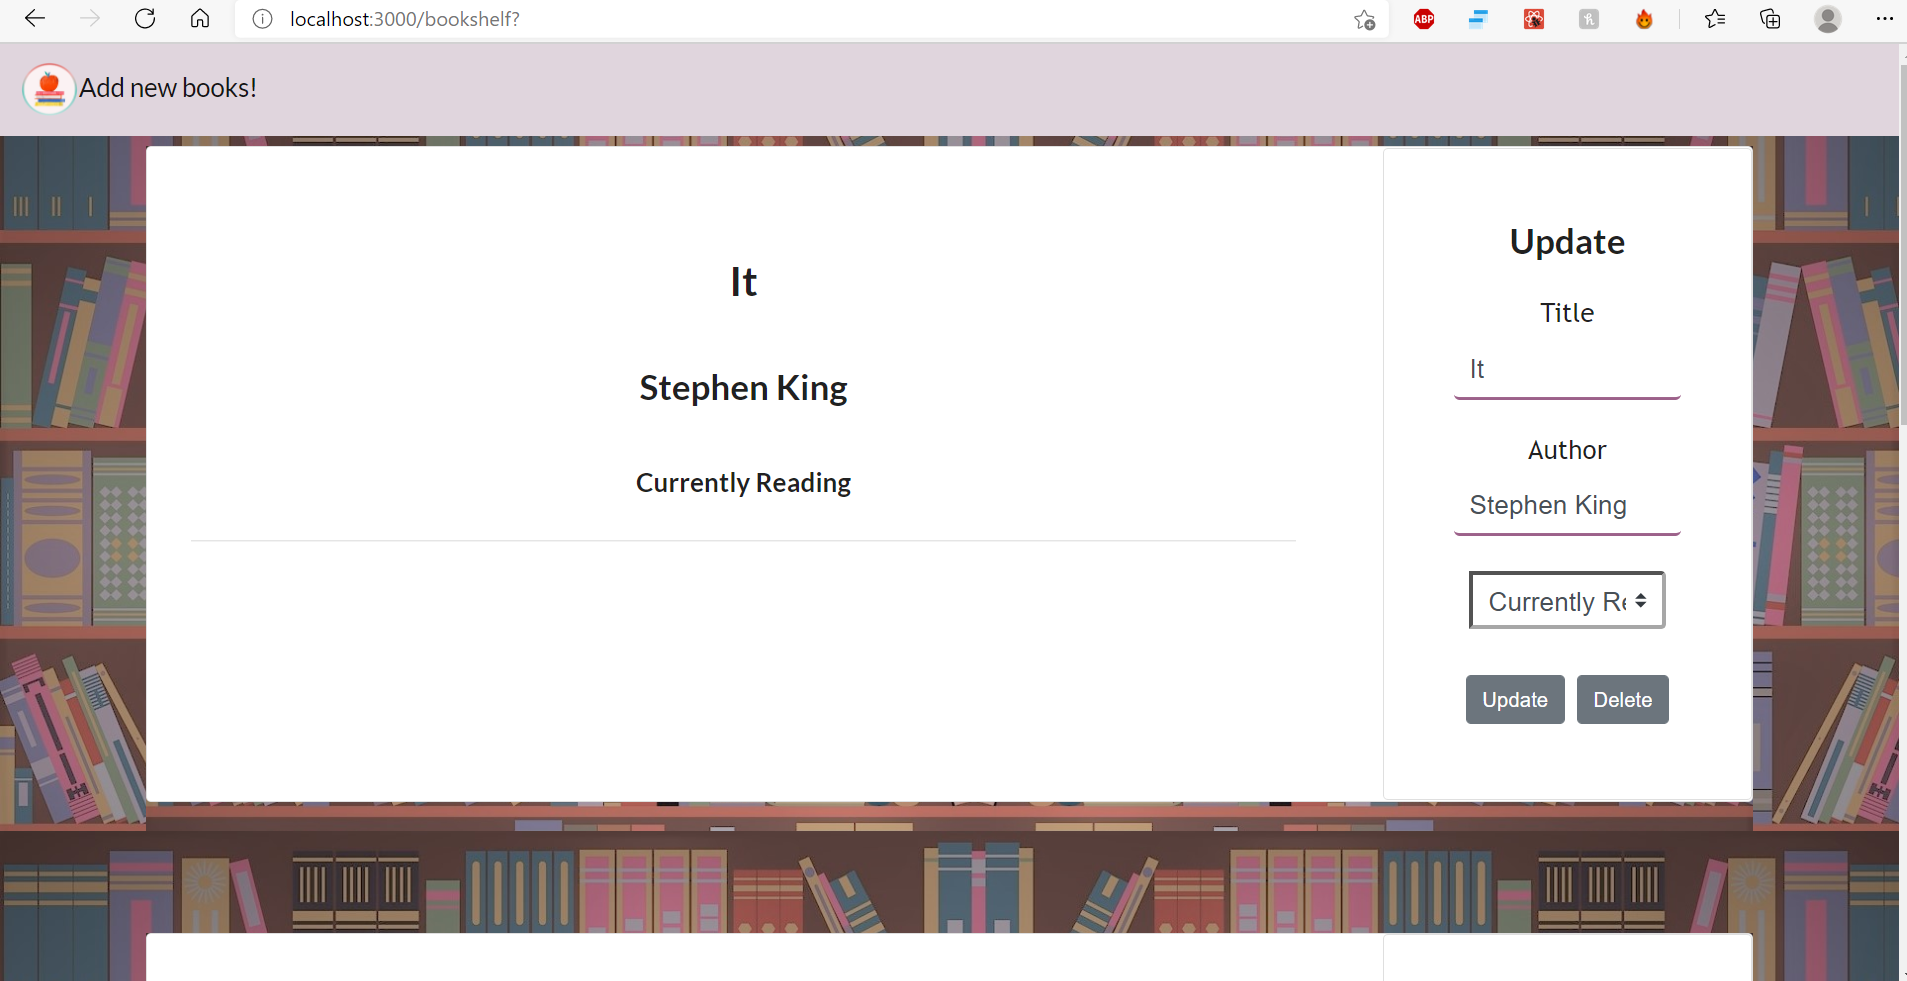 localhost:3000/bookshelf?
ABP
Add new books!
It
Stephen King
Currently Reading
Update
Title
It
Author
Stephen King
Currently Re
Update Delete